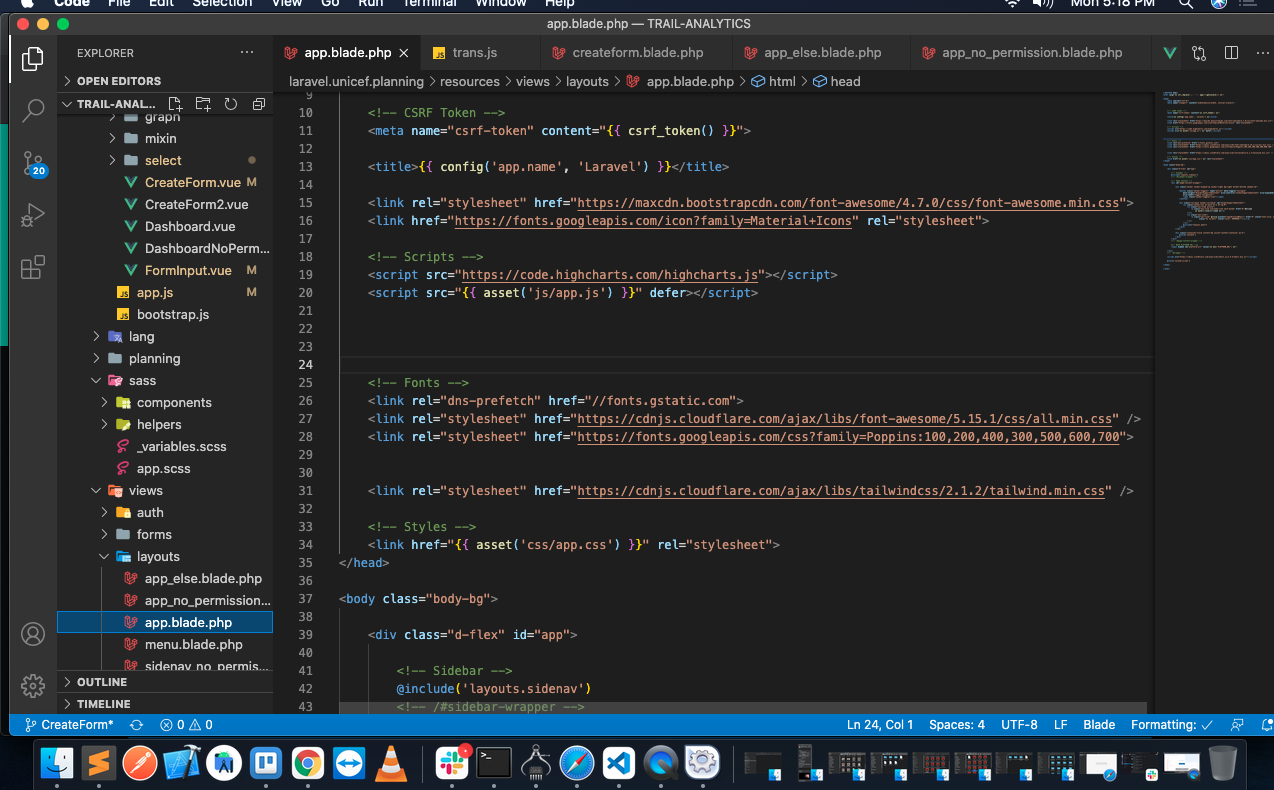 Code File Edit Selection View Go Run Terminal Window Help Mon 5:18 PM
app.blade.php — TRAIL-ANALYTICS
EXPLORER
OPEN EDITORS
TRAIL-ANAL...
graph
mixin
select
CreateForm.vue M
CreateForm2.vue
Dashboard.vue
DashboardNoPerm...
FormInput.vue M
app.js M
bootstrap.js
lang
planning
sass
components
helpers
_variables.scss
app.scss
views
auth
forms
layouts
app_else.blade.php
app_no_permission...
app.blade.php
menu.blade.php
sidenav_no_permis...
OUTLINE
TIMELINE
20
app.blade.php trans.js createform.blade.php app_else.blade.php app_no_permission.blade.php
laravel.unicef.planning > resources > views > layouts > app.blade.php > html > head
9
10 <!-- CSRF Token -->
11 <meta name="csrf-token" content="{{ csrf_token() }}">
12
13 <title>{{ config('app.name', 'Laravel') }}</title>
14
15 <link rel="stylesheet" href="https://maxcdn.bootstrapcdn.com/font-awesome/4.7.0/css/font-awesome.min.css">
16 <link href="https://fonts.googleapis.com/icon?family=Material+Icons" rel="stylesheet">
17
18 <!-- Scripts -->
19 <script src="https://code.highcharts.com/highcharts.js"></script>
20 <script src="{{ asset('js/app.js') }}" defer></script>
21
22
23
24
25 <!-- Fonts -->
26 <link rel="dns-prefetch" href="//fonts.gstatic.com">
27 <link rel="stylesheet" href="https://cdnjs.cloudflare.com/ajax/libs/font-awesome/5.15.1/css/all.min.css" />
28 <link rel="stylesheet" href="https://fonts.googleapis.com/css?family=Poppins:100,200,400,300,500,600,700">
29
30
31 <link rel="stylesheet" href="https://cdnjs.cloudflare.com/ajax/libs/tailwindcss/2.1.2/tailwind.min.css" />
32
33 <!-- Styles -->
34 <link href="{{ asset('css/app.css') }}" rel="stylesheet">
35 </head>
36
37 <body class="body-bg">
38
39 <div class="d-flex" id="app">
40
41 <!-- Sidebar -->
42 @include('layouts.sidenav')
43 <!-- /#sidebar-wrapper -->
CreateForm* 0 0 Ln 24, Col 1 Spaces: 4 UTF-8 LF Blade Formatting: ✓